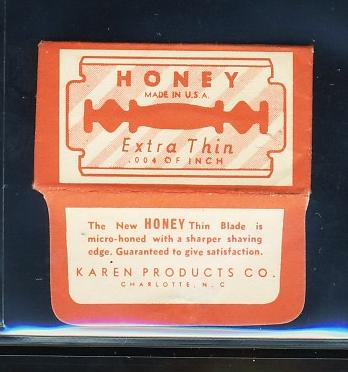 HONEY
MADE IN U.S.A.
Extra Thin
.004 OF INCH
The New HONEY Thin Blade is
micro-honed with a sharper shaving
edge. Guaranteed to give satisfaction.
KAREN PRODUCTS CO.
CHARLOTTE, N. C